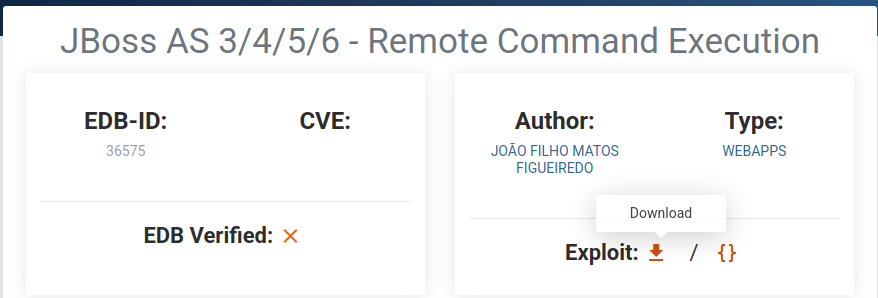 JBoss AS 3/4/5/6 - Remote Command Execution
EDB-ID:
36575
CVE:
EDB Verified:
Author:
JOÃO FILHO MATOS
FIGUEIREDO
Type:
WEBAPPS
Download
Exploit: / {}